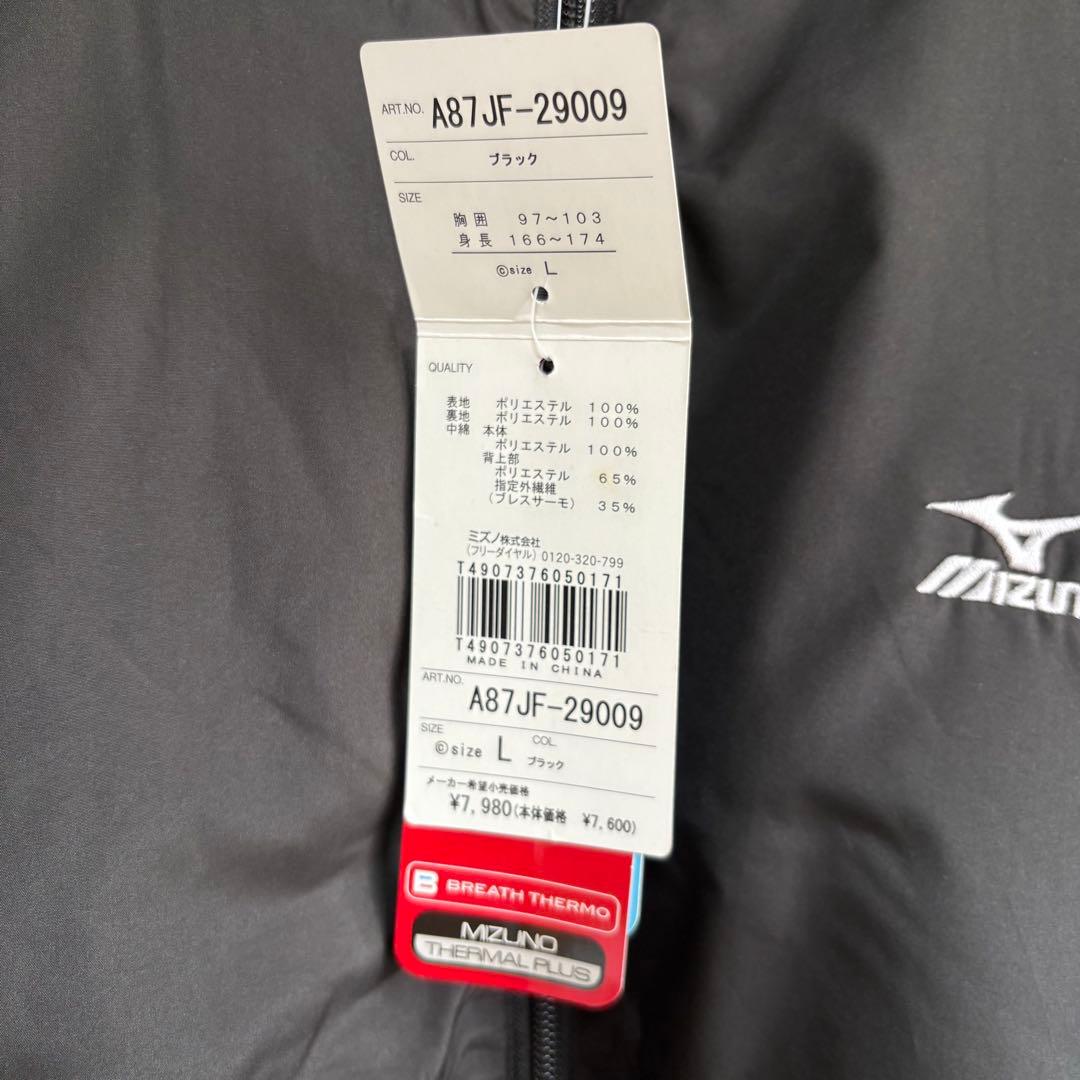 ART.NO. A87JF-29009
COL. ブラック
SIZE
胸囲 97～103
身長 166～174
©size L
QUALITY
表地 ポリエステル 100%
裏地 ポリエステル 100%
中綿 本体
ポリエステル 100%
背上部
ポリエステル 65%
指定外繊維
(ブレスサーモ) 35%
ミズノ株式会社
(フリーダイヤル) 0120-320-799
T4907376050171
T4907376050171
MADE IN CHINA
ART.NO. A87JF-29009
SIZE ©size L COL. ブラック
メーカー希望小売価格
¥7,980(本体価格 ¥7,600)
B BREATH THERMO
MIZUNO
THERMAL PLUS
MIZUN